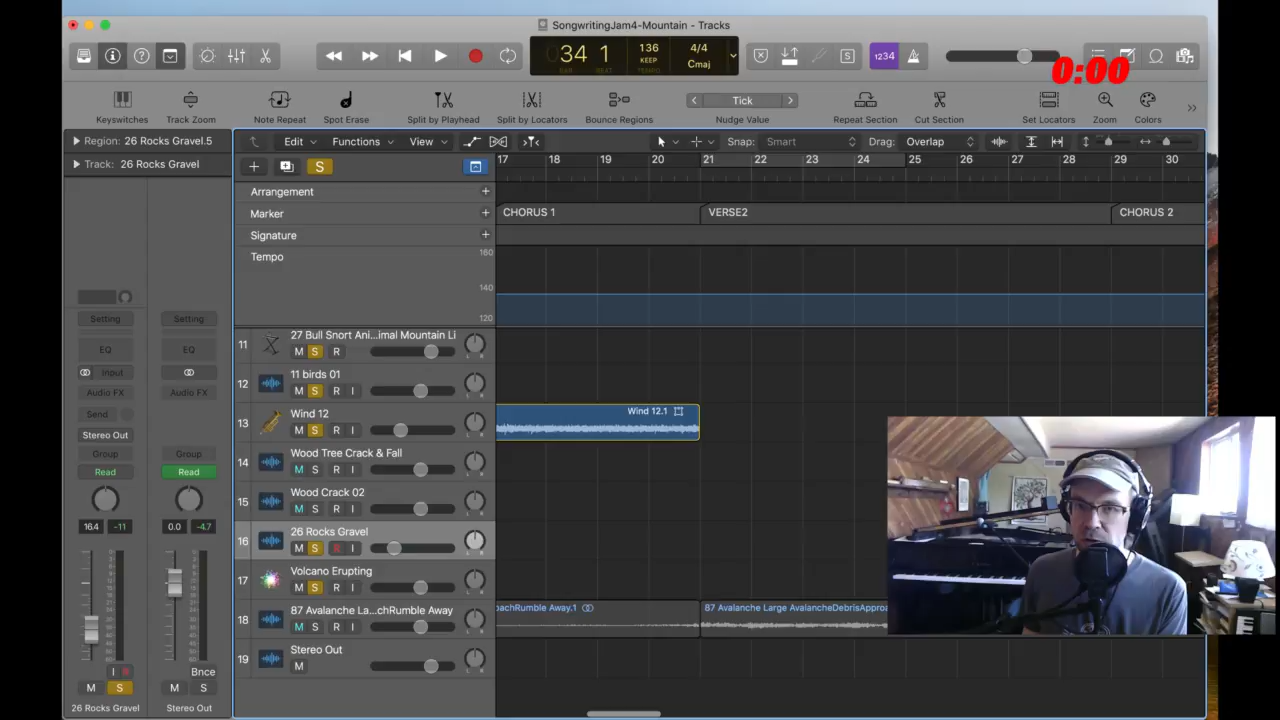 SongwritingJam4-Mountain - Tracks
34 1
BAR BEAT
136
KEEP
TEMPO
4/4
Cmaj
S
1234
0:00
Keyswitches
Track Zoom
Note Repeat
Spot Erase
Split by Playhead
Split by Locators
Bounce Regions
Tick
Nudge Value
Repeat Section
Cut Section
Set Locators
Zoom
Colors
Region: 26 Rocks Gravel.5
Track: 26 Rocks Gravel
Edit
Functions
View
Snap: Smart
Drag: Overlap
S
17 18 19 20 21 22 23 24 25 26 27 28 29 30
Arrangement
Marker
CHORUS 1
VERSE2
CHORUS 2
Signature
Tempo
160
140
120
Setting Setting
EQ EQ
Input
Audio FX Audio FX
Send
Stereo Out
Group Group
Read Read
16.4 -11 0.0 -4.7
I R
Bnce
M S M S
26 Rocks Gravel Stereo Out
11 27 Bull Snort Ani...imal Mountain Li
M S R
12 11 birds 01
M S R I
13 Wind 12
M S R I
Wind 12.1
14 Wood Tree Crack & Fall
M S R I
15 Wood Crack 02
M S R I
16 26 Rocks Gravel
M S R I
17 Volcano Erupting
M S R I
18 87 Avalanche La...chRumble Away
M S R I
oachRumble Away.1
87 Avalanche Large AvalancheDebrisApproa
19 Stereo Out
M